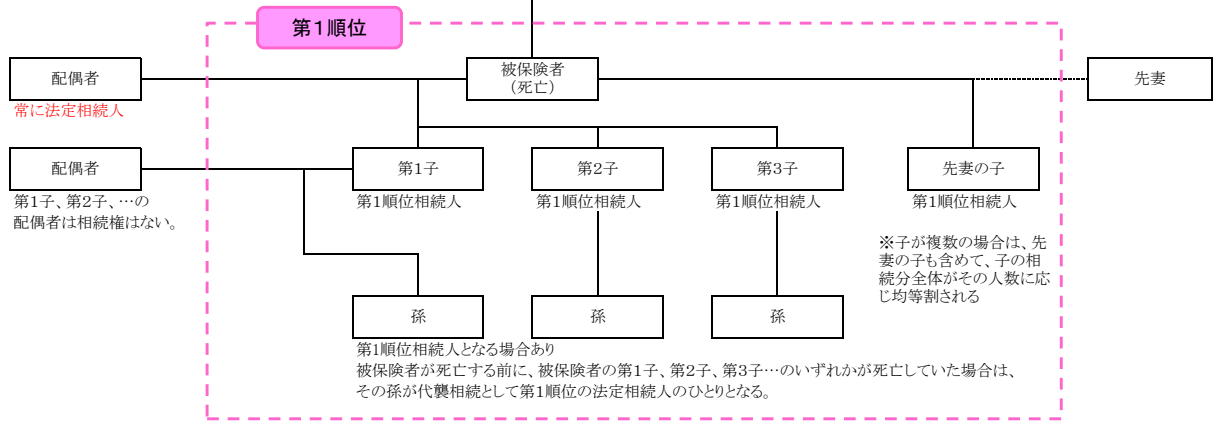 第1順位
配偶者
被保険者
（死亡）
先妻
常に法定相続人
配偶者
第1子
第2子
第3子
先妻の子
第1子、第2子、…の
配偶者は相続権はない。
第1順位相続人
第1順位相続人
第1順位相続人
第1順位相続人
※子が複数の場合は、先
妻の子も含めて、子の相
続分全体がその人数に応
じ均等割される
孫
孫
孫
第1順位相続人となる場合あり
被保険者が死亡する前に、被保険者の第1子、第2子、第3子…のいずれかが死亡していた場合は、
その孫が代襲相続として第1順位の法定相続人のひとりとなる。